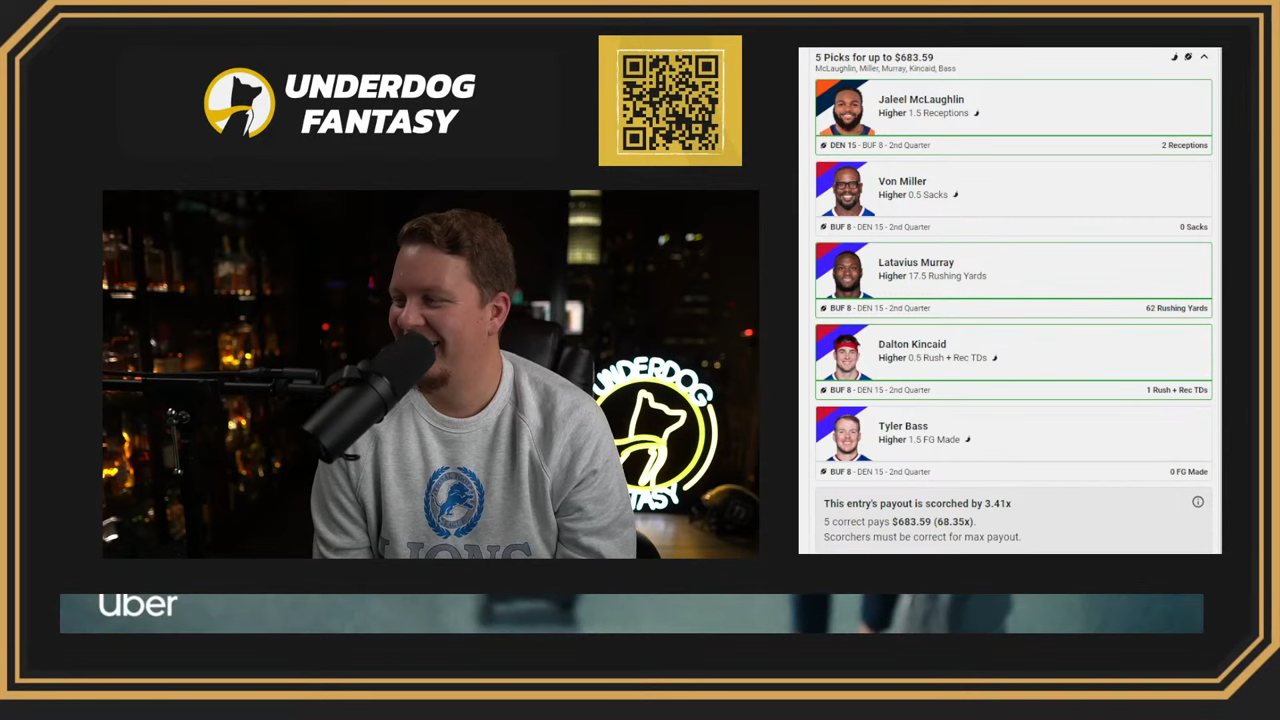 UNDERDOG
FANTASY
5 Picks for up to $683.59
McLaughlin, Miller, Murray, Kincaid, Bass
Jaleel McLaughlin
Higher 1.5 Receptions
DEN 15 - BUF 8 - 2nd Quarter
2 Receptions
Von Miller
Higher 0.5 Sacks
BUF 8 - DEN 15 - 2nd Quarter
0 Sacks
Latavius Murray
Higher 17.5 Rushing Yards
BUF 8 - DEN 15 - 2nd Quarter
62 Rushing Yards
Dalton Kincaid
Higher 0.5 Rush + Rec TDs
BUF 8 - DEN 15 - 2nd Quarter
1 Rush + Rec TDs
Tyler Bass
Higher 1.5 FG Made
BUF 8 - DEN 15 - 2nd Quarter
0 FG Made
This entry's payout is scorched by 3.41x
5 correct pays $683.59 (68.35x).
Scorchers must be correct for max payout.
UNDERDOG
LIONS
Uber